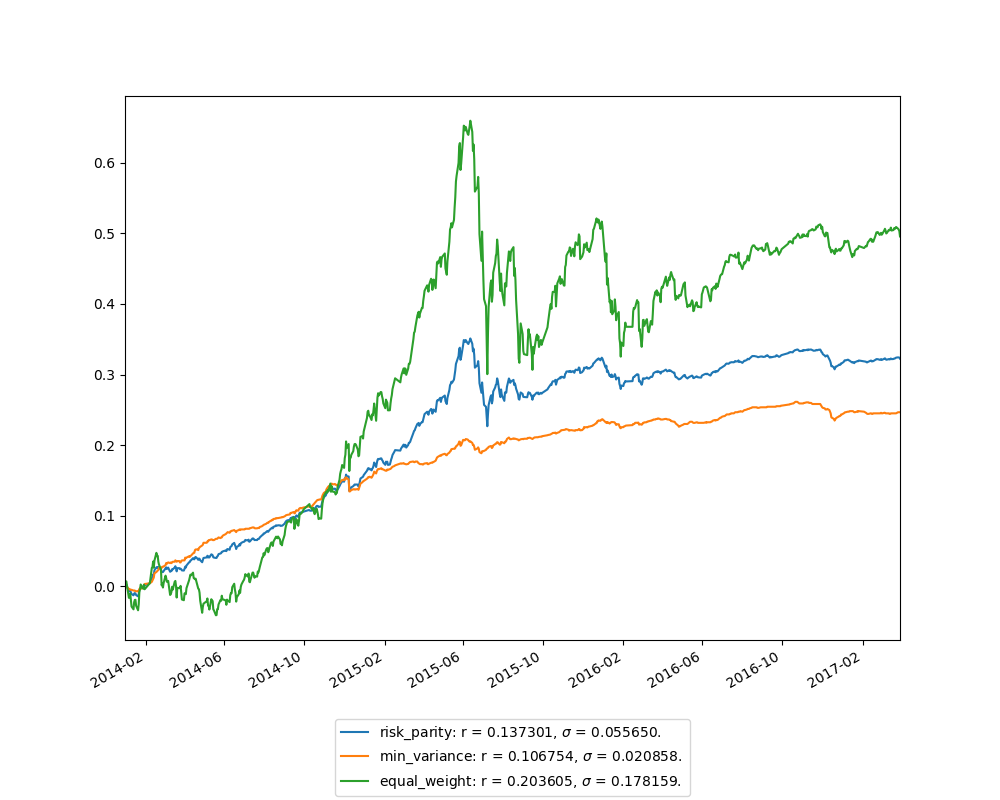 0.6
0.5
0.4
0.3
0.2
0.1
0.0
2014-02 2014-06 2014-10 2015-02 2015-06 2015-10 2016-02 2016-06 2016-10 2017-02
risk_parity: r = 0.137301, σ = 0.055650.
min_variance: r = 0.106754, σ = 0.020858.
equal_weight: r = 0.203605, σ = 0.178159.